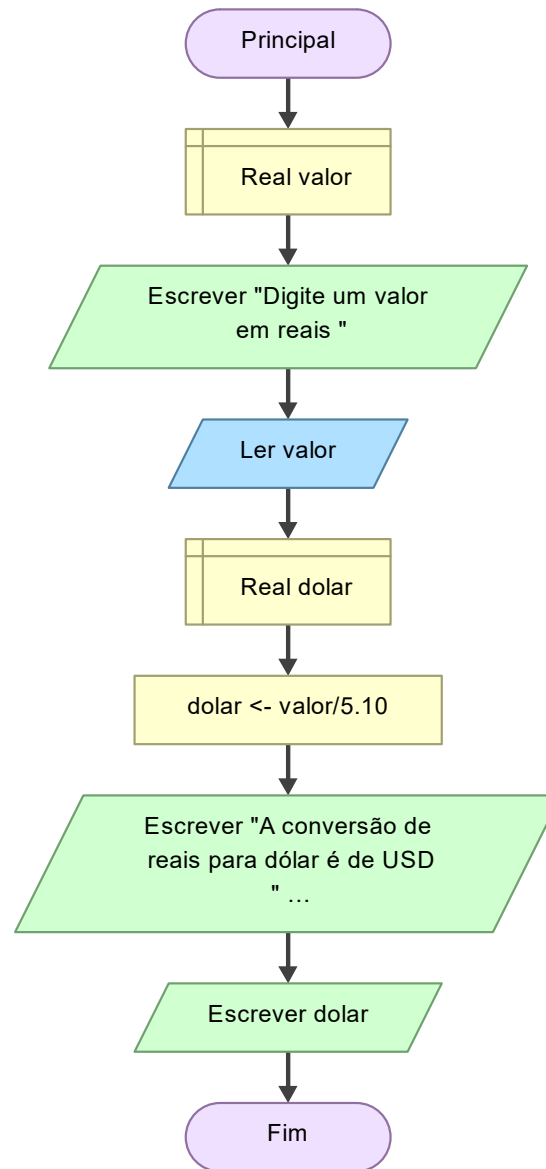 Principal
Real valor
Escrever "Digite um valor
em reais "
Ler valor
Real dolar
dolar <- valor/5.10
Escrever "A conversão de
reais para dólar é de USD
" ...
Escrever dolar
Fim